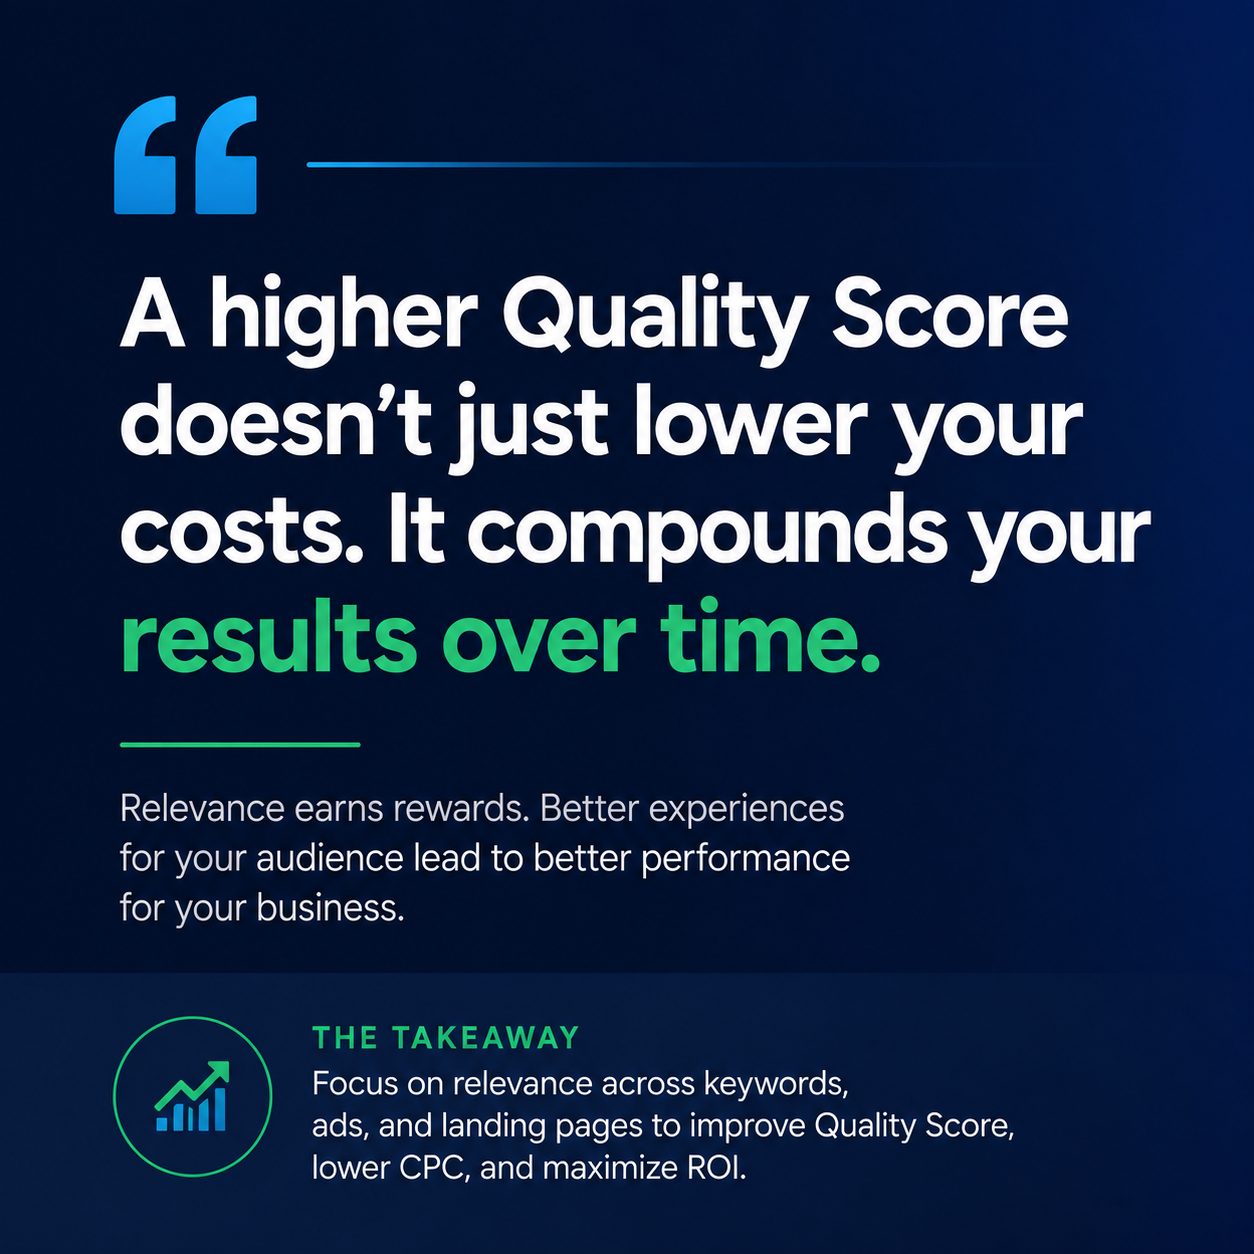 A higher Quality Score
doesn’t just lower your
costs. It compounds your
results over time.
Relevance earns rewards. Better experiences
for your audience lead to better performance
for your business.
THE TAKEAWAY
Focus on relevance across keywords,
ads, and landing pages to improve Quality Score,
lower CPC, and maximize ROI.